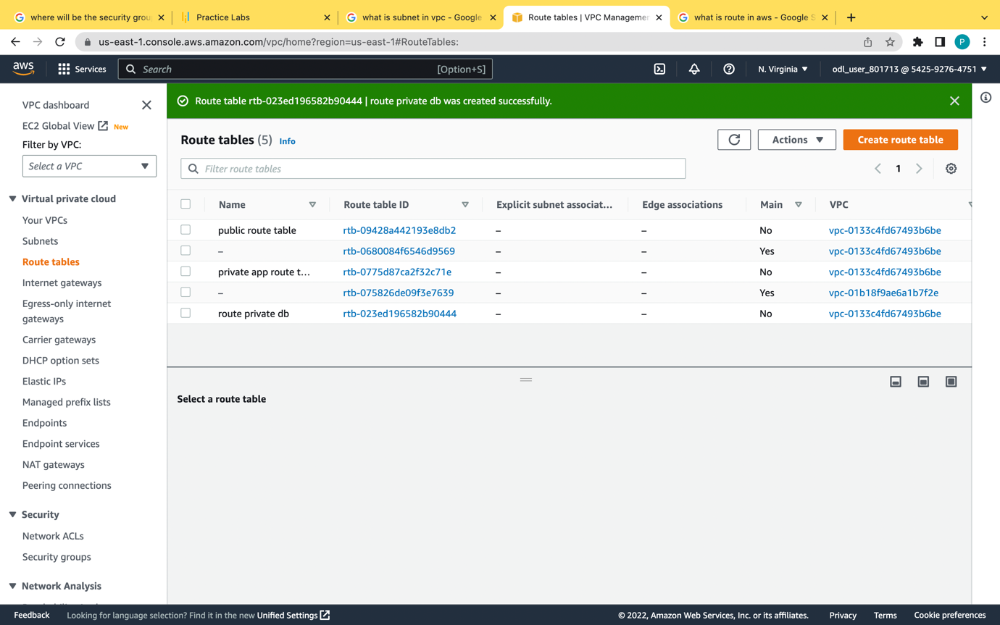 where will be the security grou
Practice Labs
what is subnet in vpc - Google
Route tables | VPC Managemen
what is route in aws - Google S
us-east-1.console.aws.amazon.com/vpc/home?region=us-east-1#RouteTables:
P
aws
Services
Search
[Option+S]
N. Virginia
odl_user_801713 @ 5425-9276-4751
VPC dashboard
EC2 Global View New
Filter by VPC:
Select a VPC
Virtual private cloud
Your VPCs
Subnets
Route tables
Internet gateways
Egress-only internet
gateways
Carrier gateways
DHCP option sets
Elastic IPs
Managed prefix lists
Endpoints
Endpoint services
NAT gateways
Peering connections
Security
Network ACLs
Security groups
Network Analysis
Route table rtb-023ed196582b90444 | route private db was created successfully.
Route tables (5) Info
Actions
Create route table
Filter route tables
1
Name Route table ID Explicit subnet associat... Edge associations Main VPC
public route table rtb-09428a442193e8db2 – – No vpc-0133c4fd67493b6be
– rtb-0680084f6546d9569 – – Yes vpc-0133c4fd67493b6be
private app route t... rtb-0775d87ca2f32c71e – – No vpc-0133c4fd67493b6be
– rtb-075826de09f3e7639 – – Yes vpc-01b18f9ae6a1b7f2e
route private db rtb-023ed196582b90444 – – No vpc-0133c4fd67493b6be
Select a route table
Feedback
Looking for language selection? Find it in the new Unified Settings
© 2022, Amazon Web Services, Inc. or its affiliates.
Privacy
Terms
Cookie preferences